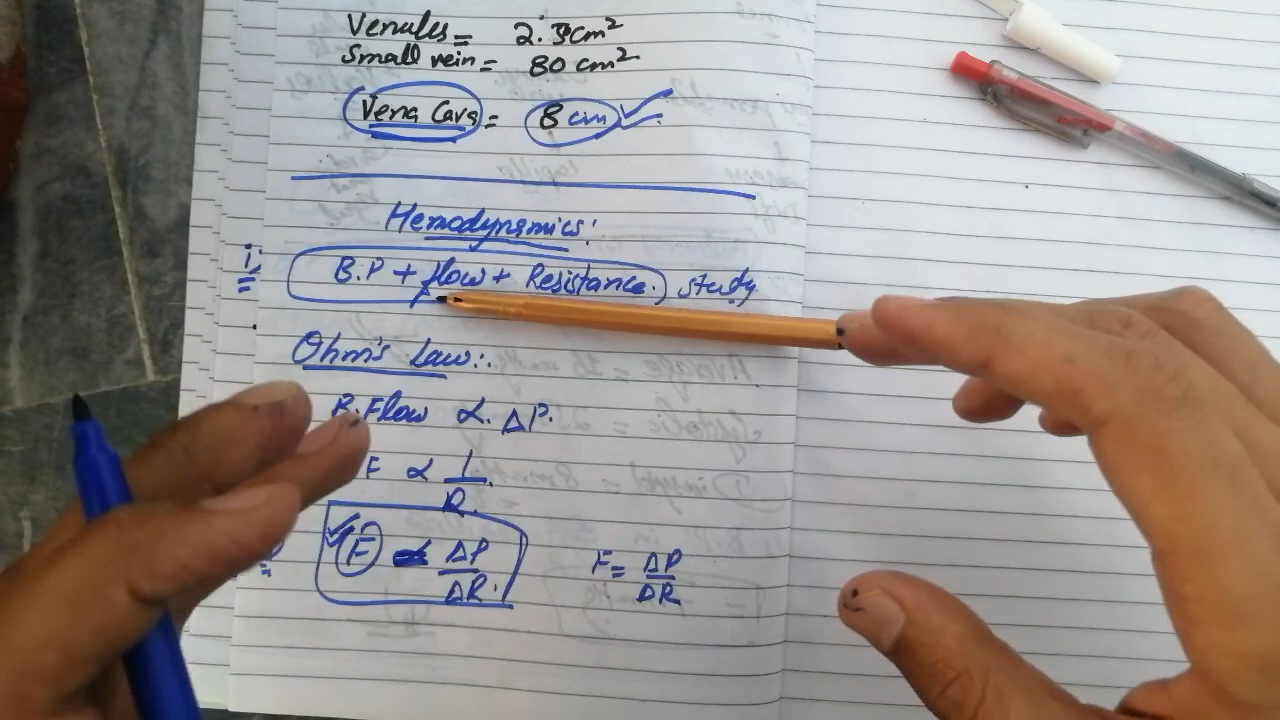 Venules = 2.5cm²
Small vein = 80 cm²
Vena Cava = 8 cm
Hemodynamics:
i. B.P + flow + Resistance. study
Ohm's Law:.
B.Flow ∝. ΔP.
F ∝ 1/R.
F ∝ ΔP/ΔR. F = ΔP/ΔR